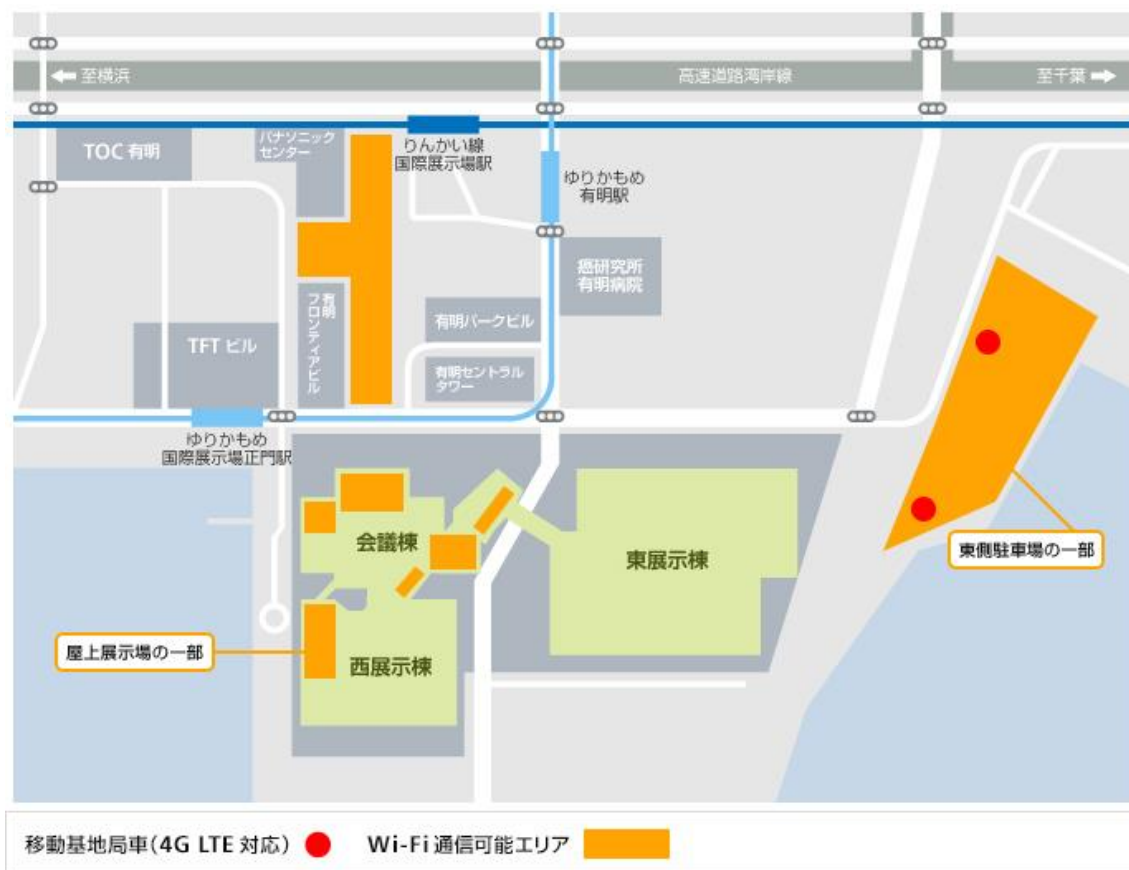 至横浜
高速道路湾岸線
至千葉
TOC 有明
パナソニック
センター
りんかい線
国際展示場駅
ゆりかもめ
有明駅
癌研究所
有明病院
有明
フロンティアビル
有明パークビル
TFT ビル
有明セントラル
タワー
ゆりかもめ
国際展示場正門駅
会議棟
東展示棟
東側駐車場の一部
屋上展示場の一部
西展示棟
移動基地局車(4G LTE 対応)
Wi-Fi 通信可能エリア